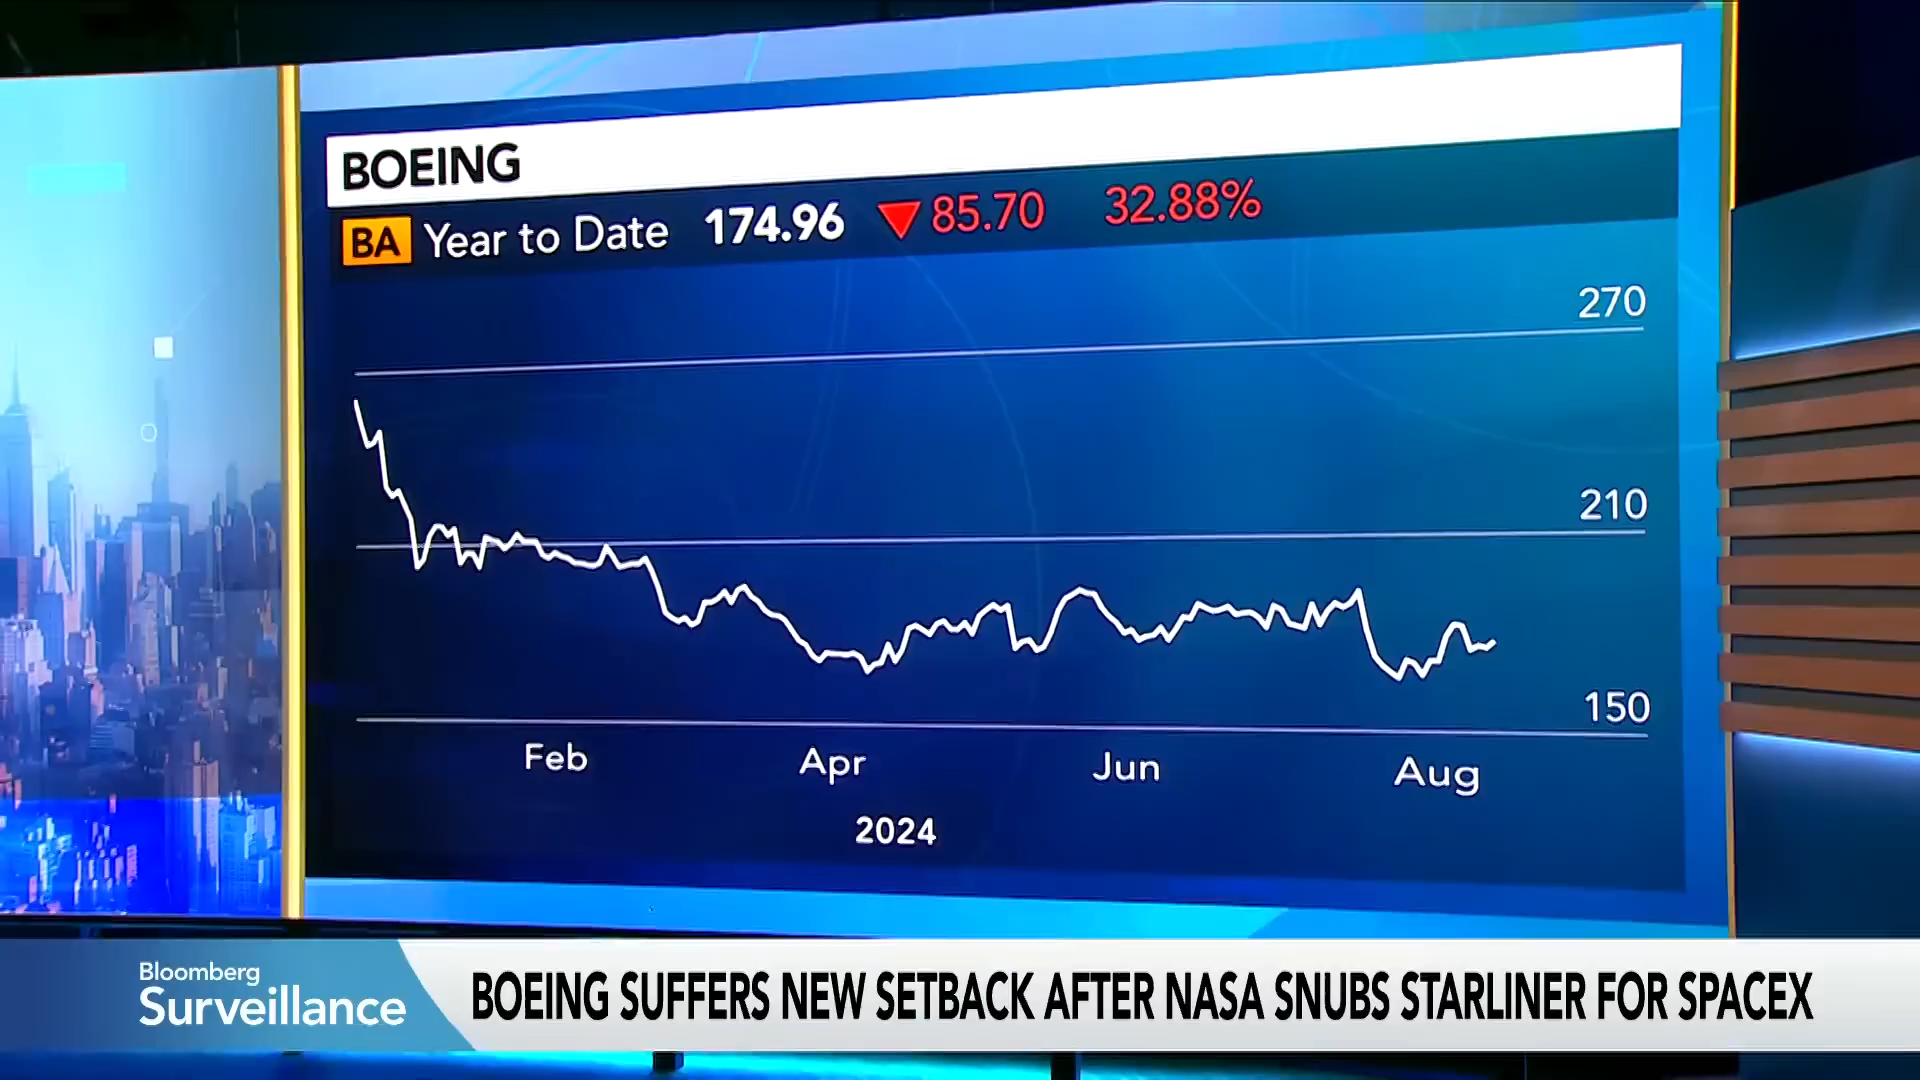 BOEING
BA Year to Date 174.96 ▼85.70 32.88%
270
210
150
Feb Apr Jun Aug
2024
Bloomberg
Surveillance
BOEING SUFFERS NEW SETBACK AFTER NASA SNUBS STARLINER FOR SPACEX